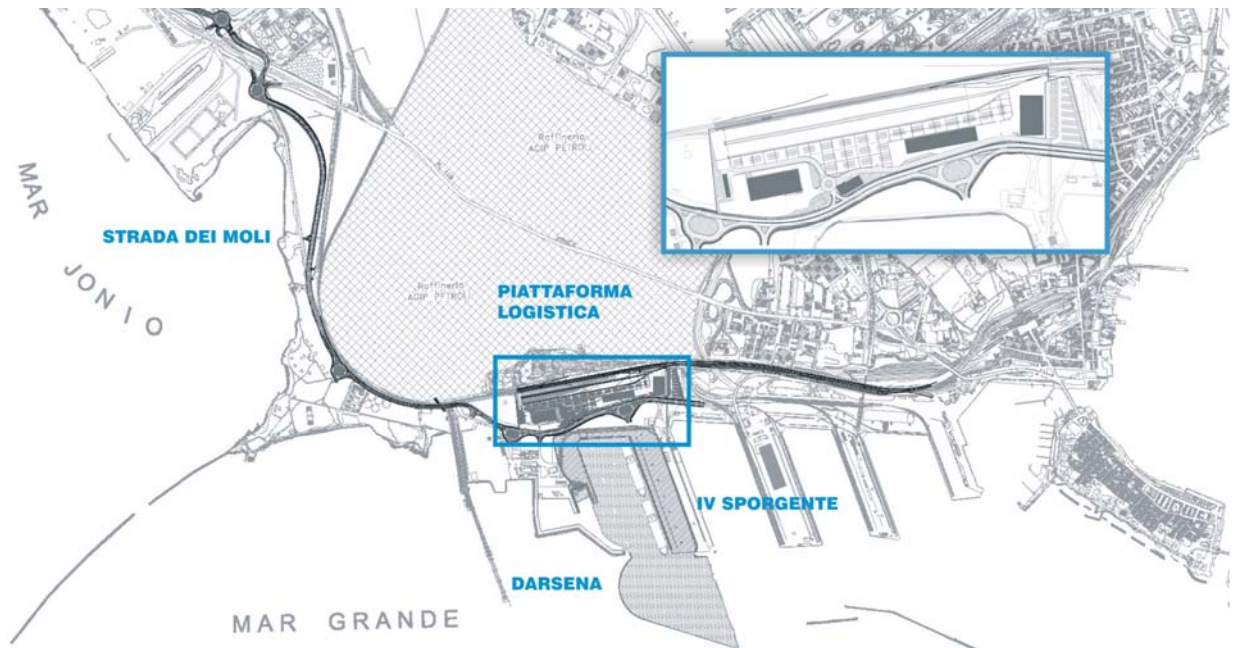 Raffineria
AGIP PETROLI
MAR
JONIO
STRADA DEI MOLI
Raffineria
AGIP PETROLI
PIATTAFORMA
LOGISTICA
IV SPORGENTE
DARSENA
MAR GRANDE